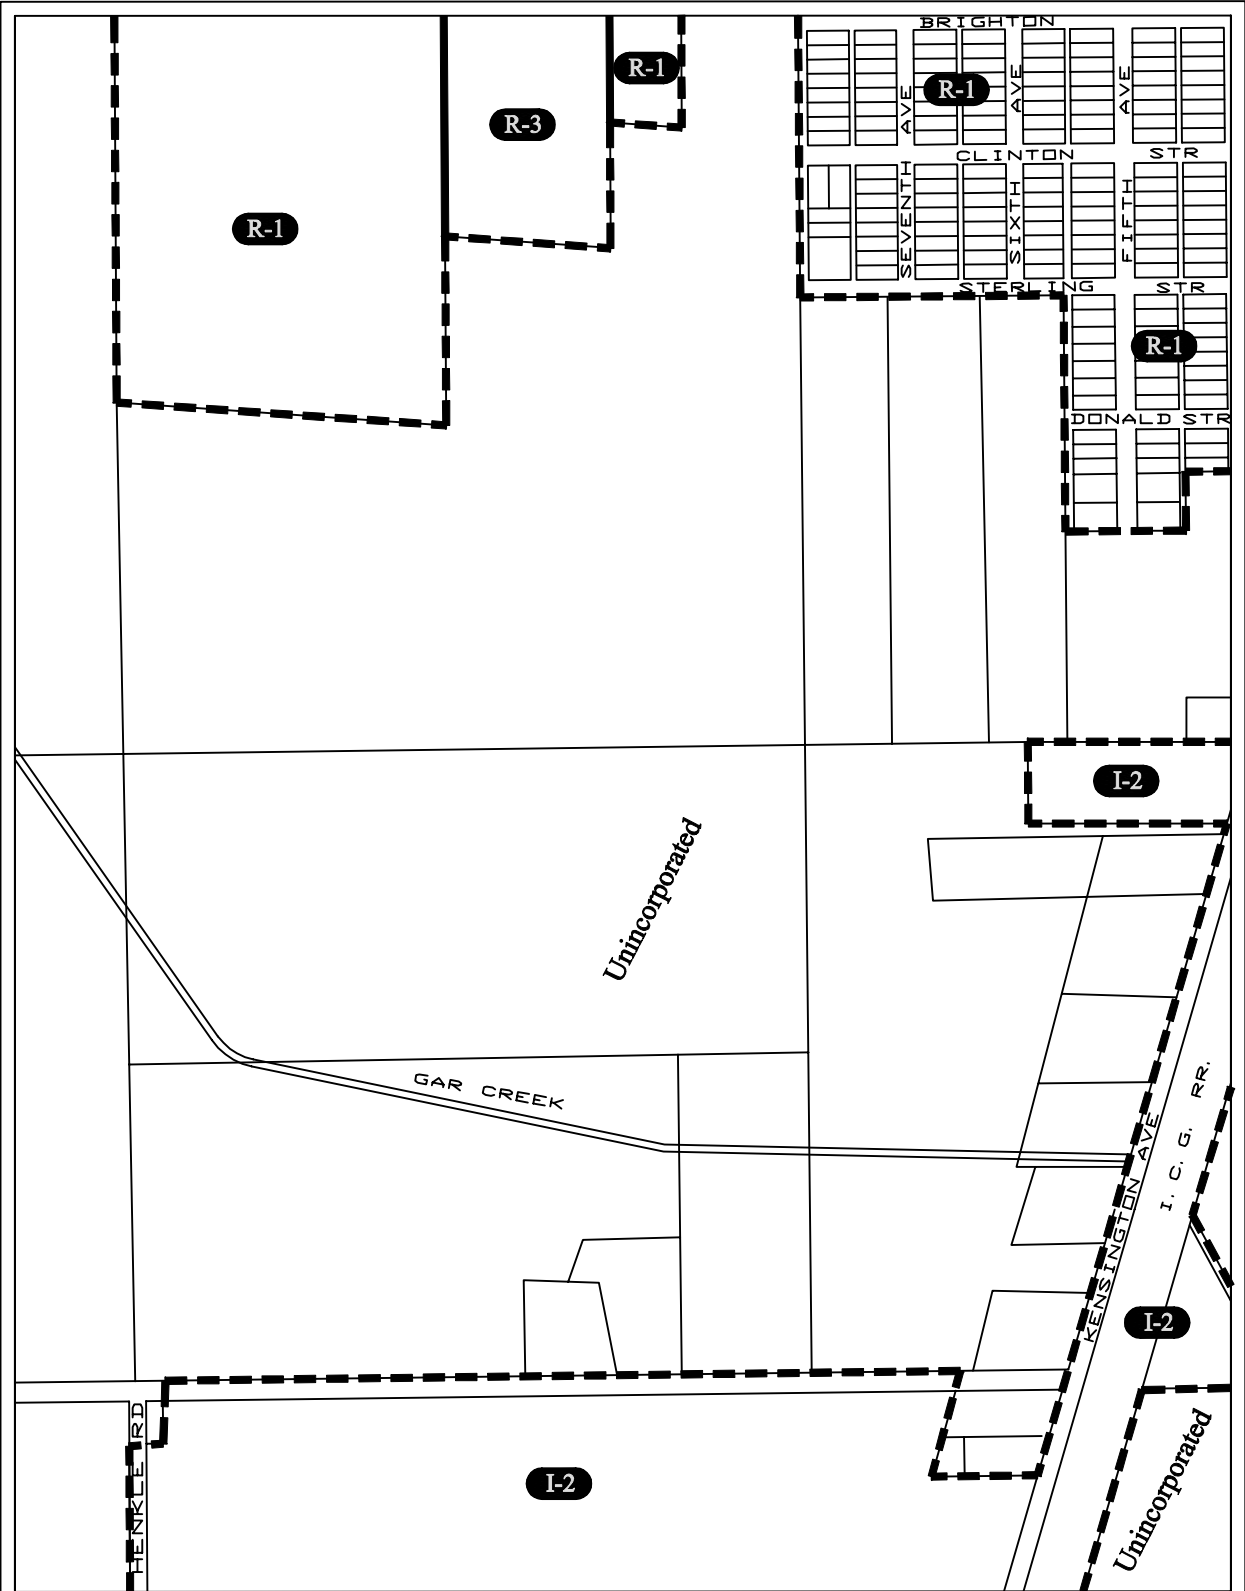 BRIGHTON
R-1
R-1
R-3
AVE
AVE
AVE
CLINTON STR
R-1
SEVENTH
SIXTH
FIFTH
STERLING STR
R-1
DONALD STR
I-2
Unincorporated
GAR CREEK
KENSINGTON AVE
I. C. G. RR.
I-2
HENKLE RD
I-2
Unincorporated